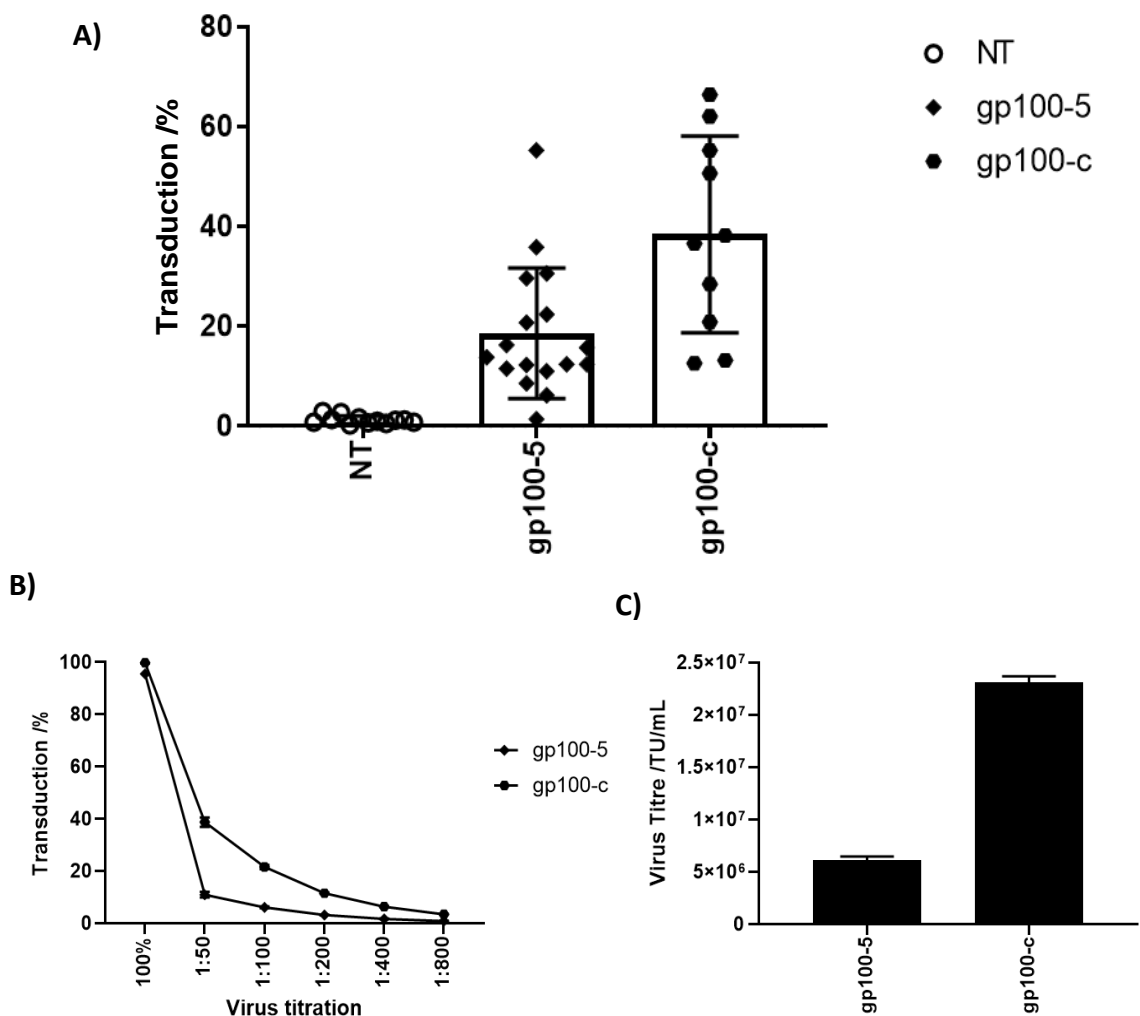 A)
Transduction /%
80
60
40
20
0
NT
gp100-5
gp100-c
NT
gp100-5
gp100-c
B)
Transduction /%
100
80
60
40
20
0
100%
1:50
1:100
1:200
1:400
1:800
Virus titration
gp100-5
gp100-c
C)
Virus Titre /TU/mL
2.5×10⁷
2×10⁷
1.5×10⁷
1×10⁷
5×10⁶
0
gp100-5
gp100-c